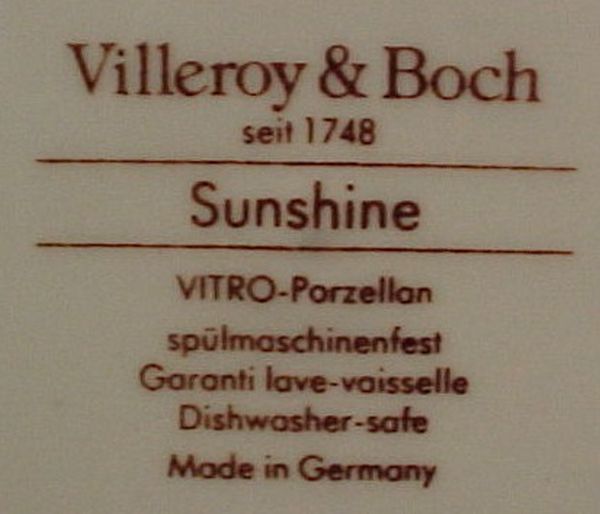 Villeroy & Boch
seit 1748
Sunshine
VITRO-Porzellan
spülmaschinenfest
Garanti lave-vaisselle
Dishwasher-safe
Made in Germany